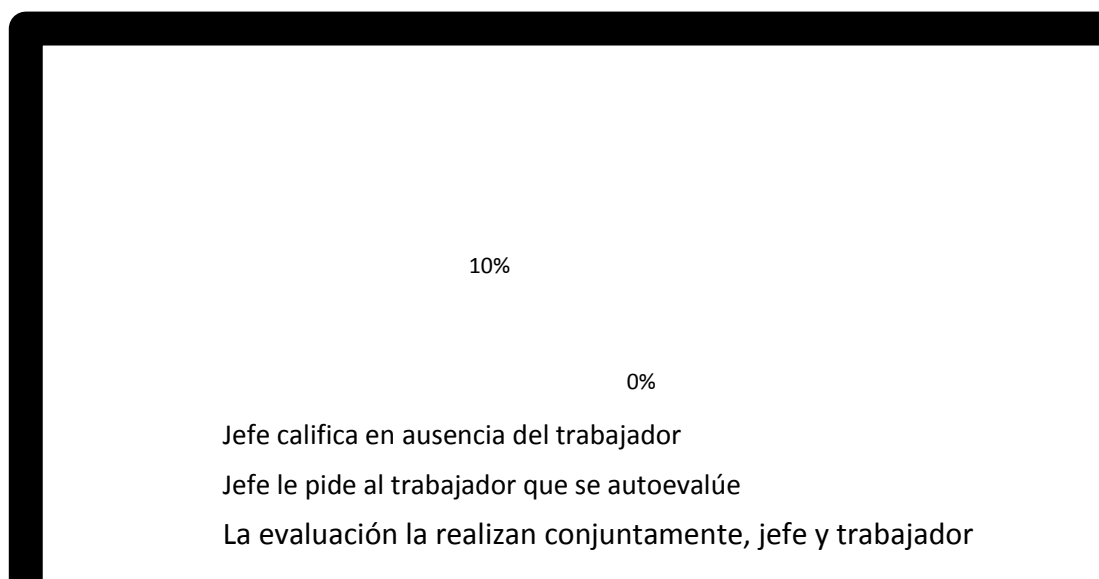 10%
0%
Jefe califica en ausencia del trabajador
Jefe le pide al trabajador que se autoevalúe
La evaluación la realizan conjuntamente, jefe y trabajador